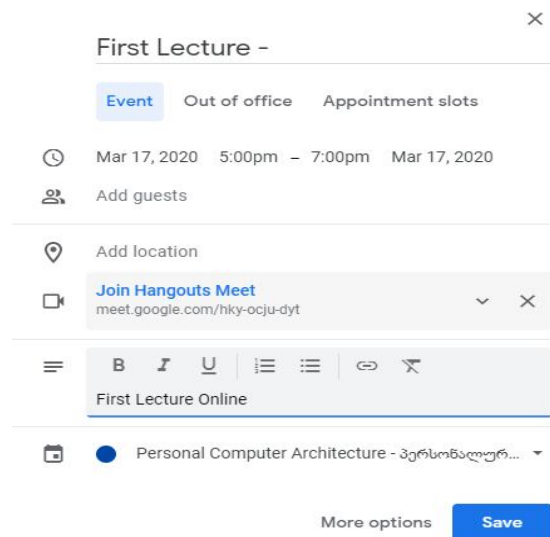 First Lecture -
Event Out of office Appointment slots
Mar 17, 2020 5:00pm – 7:00pm Mar 17, 2020
Add guests
Add location
Join Hangouts Meet
meet.google.com/hky-ocju-dyt
B I U
First Lecture Online
Personal Computer Architecture - პერსონალურ...
More options Save